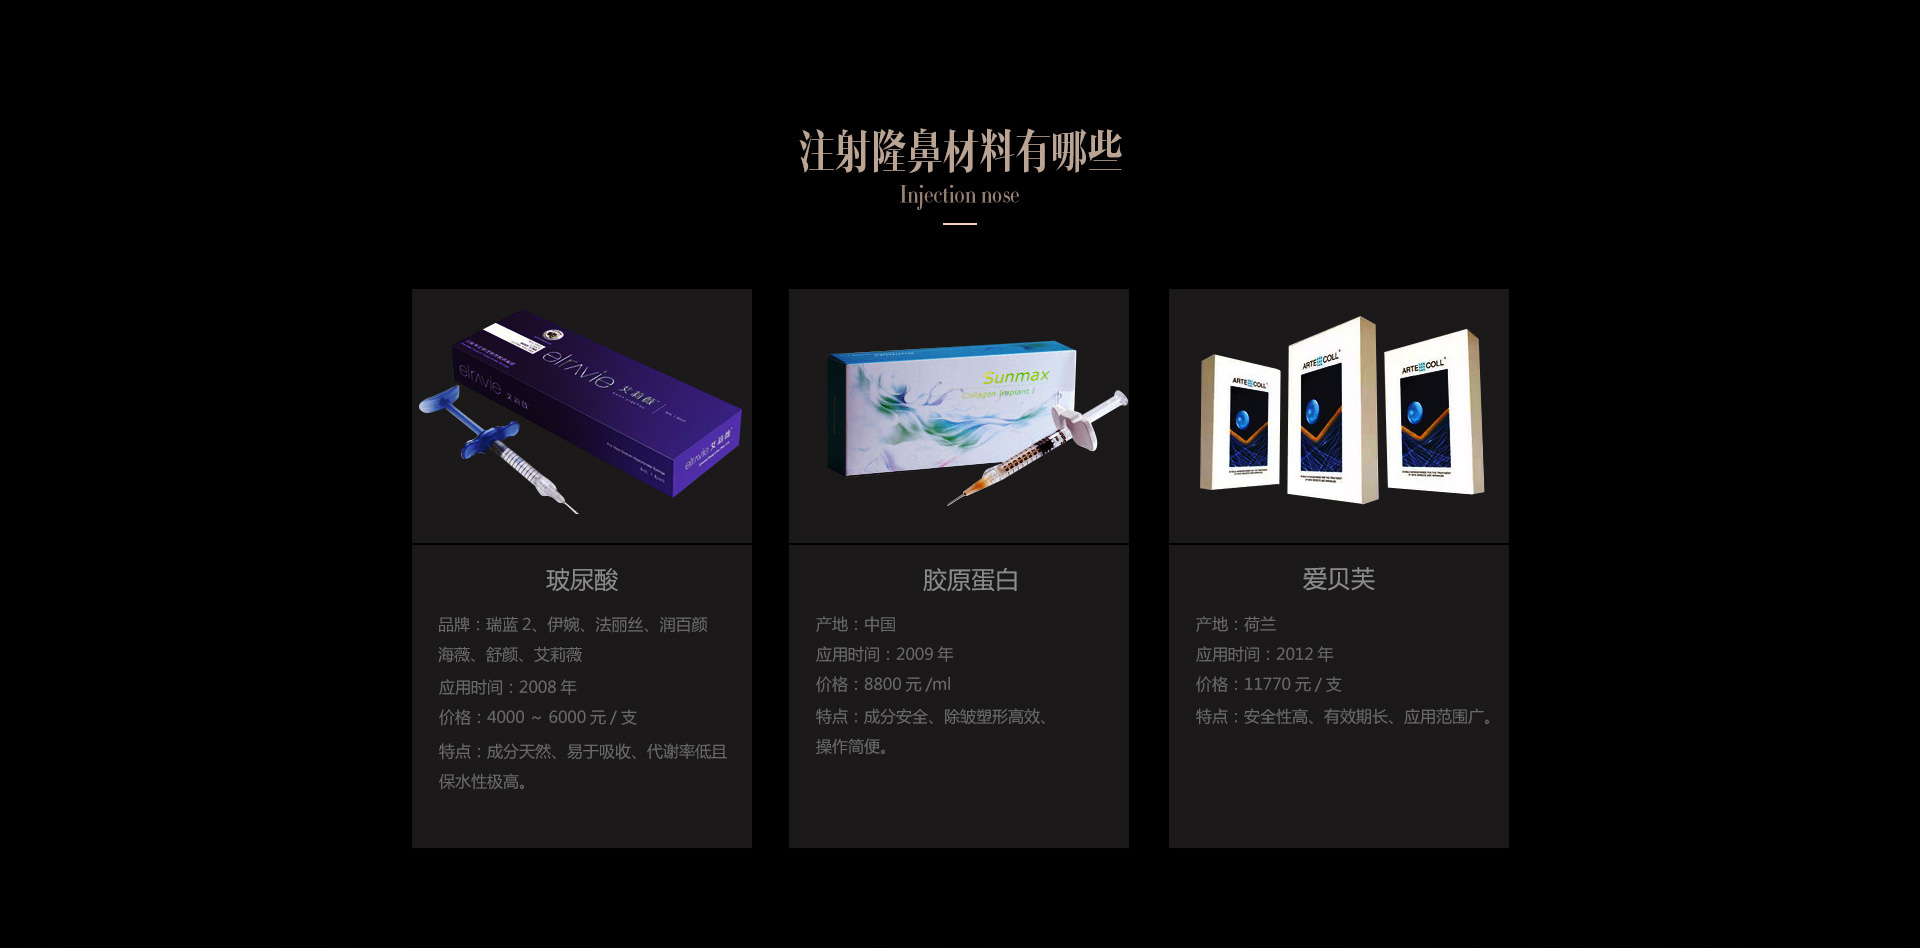 注射隆鼻材料有哪些
Injection nose
elravie 艾莉薇
elravie 艾莉薇
elravie 艾莉薇
Sunmax
Collagen Implant I
ARTECOLL
ARTECOLL
ARTECOLL
玻尿酸
品牌：瑞蓝 2、伊婉、法丽丝、润百颜
海薇、舒颜、艾莉薇
应用时间：2008 年
价格：4000 ～ 6000 元 / 支
特点：成分天然、易于吸收、代谢率低且
保水性极高。
胶原蛋白
产地：中国
应用时间：2009 年
价格：8800 元 /ml
特点：成分安全、除皱塑形高效、
操作简便。
爱贝芙
产地：荷兰
应用时间：2012 年
价格：11770 元 / 支
特点：安全性高、有效期长、应用范围广。